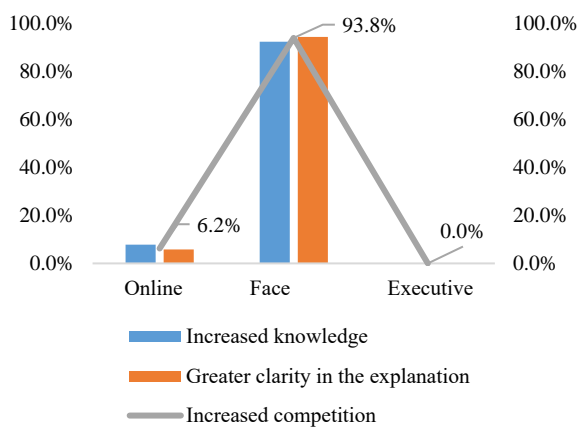 100.0% 100.0%
93.8%
80.0% 80.0%
60.0% 60.0%
40.0% 40.0%
20.0% 20.0%
6.2% 0.0%
0.0% 0.0%
Online Face Executive
Increased knowledge
Greater clarity in the explanation
Increased competition